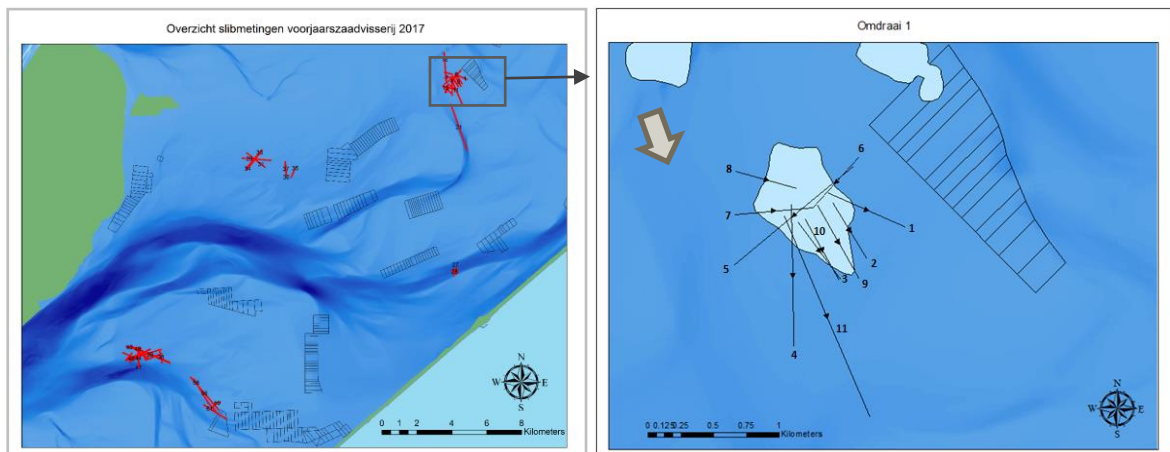 Overzicht slibmetingen voorjaarszaadvisserij 2017
N
W E
S
0 1 2 4 6 8
Kilometers
Omdraai 1
8
6
7
1
10
2
5
3
9
11
4
N
W E
S
0 0.125 0.25 0.5 0.75 1
Kilometers